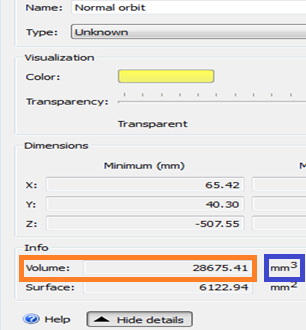 Name: Normal orbit
Type: Unknown
Visualization
Color:
Transparency:
Transparent
Dimensions
Minimum (mm)
X: 65.42
Y: 40.30
Z: -507.55
Info
Volume: 28675.41 mm³
Surface: 6122.94 mm²
Help Hide details